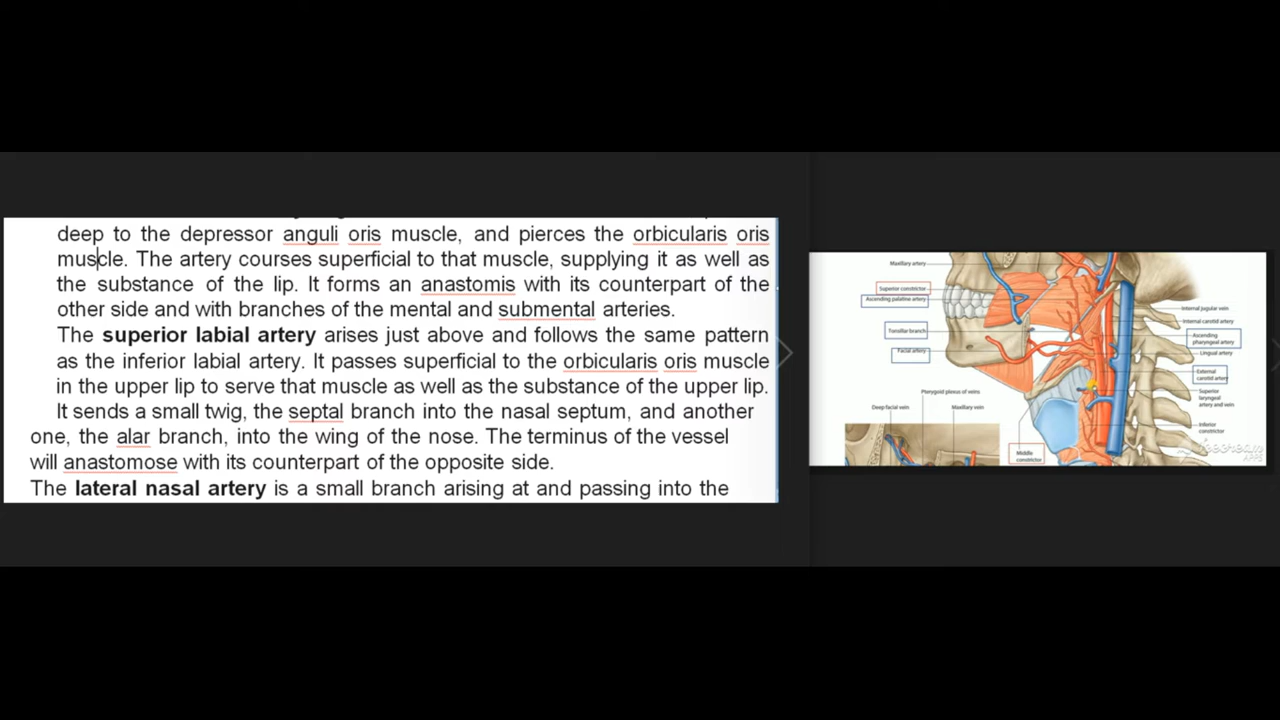 deep to the depressor anguli oris muscle, and pierces the orbicularis oris
muscle. The artery courses superficial to that muscle, supplying it as well as
the substance of the lip. It forms an anastomis with its counterpart of the
other side and with branches of the mental and submental arteries.
The superior labial artery arises just above and follows the same pattern
as the inferior labial artery. It passes superficial to the orbicularis oris muscle
in the upper lip to serve that muscle as well as the substance of the upper lip.
It sends a small twig, the septal branch into the nasal septum, and another
one, the alar branch, into the wing of the nose. The terminus of the vessel
will anastomose with its counterpart of the opposite side.
The lateral nasal artery is a small branch arising at and passing into the
Maxillary artery
Superior constrictor
Ascending palatine artery
Tonsillar branch
Facial artery
Pterygoid plexus of veins
Deep facial vein
Maxillary vein
Middle
constrictor
Internal jugular vein
Internal carotid artery
Ascending
pharyngeal artery
Lingual artery
External
carotid artery
Superior
laryngeal
artery and vein
Inferior
constrictor